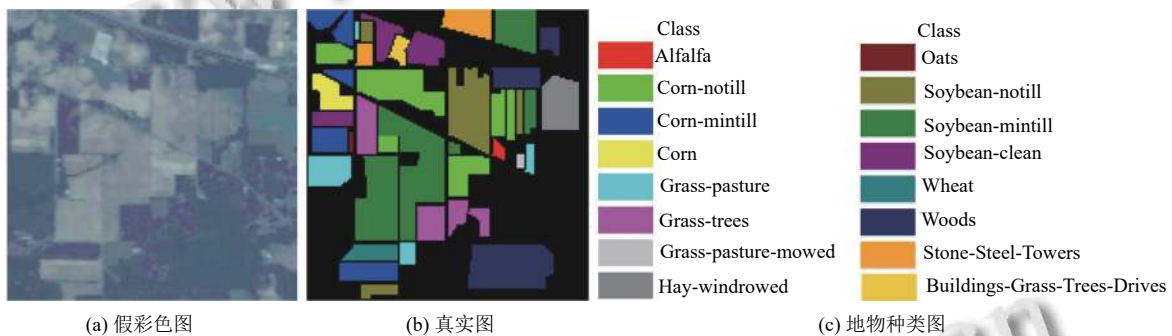 Class
Alfalfa
Corn-notill
Corn-mintill
Corn
Grass-pasture
Grass-trees
Grass-pasture-mowed
Hay-windrowed
Class
Oats
Soybean-notill
Soybean-mintill
Soybean-clean
Wheat
Woods
Stone-Steel-Towers
Buildings-Grass-Trees-Drives
(a) 假彩色图
(b) 真实图
(c) 地物种类图